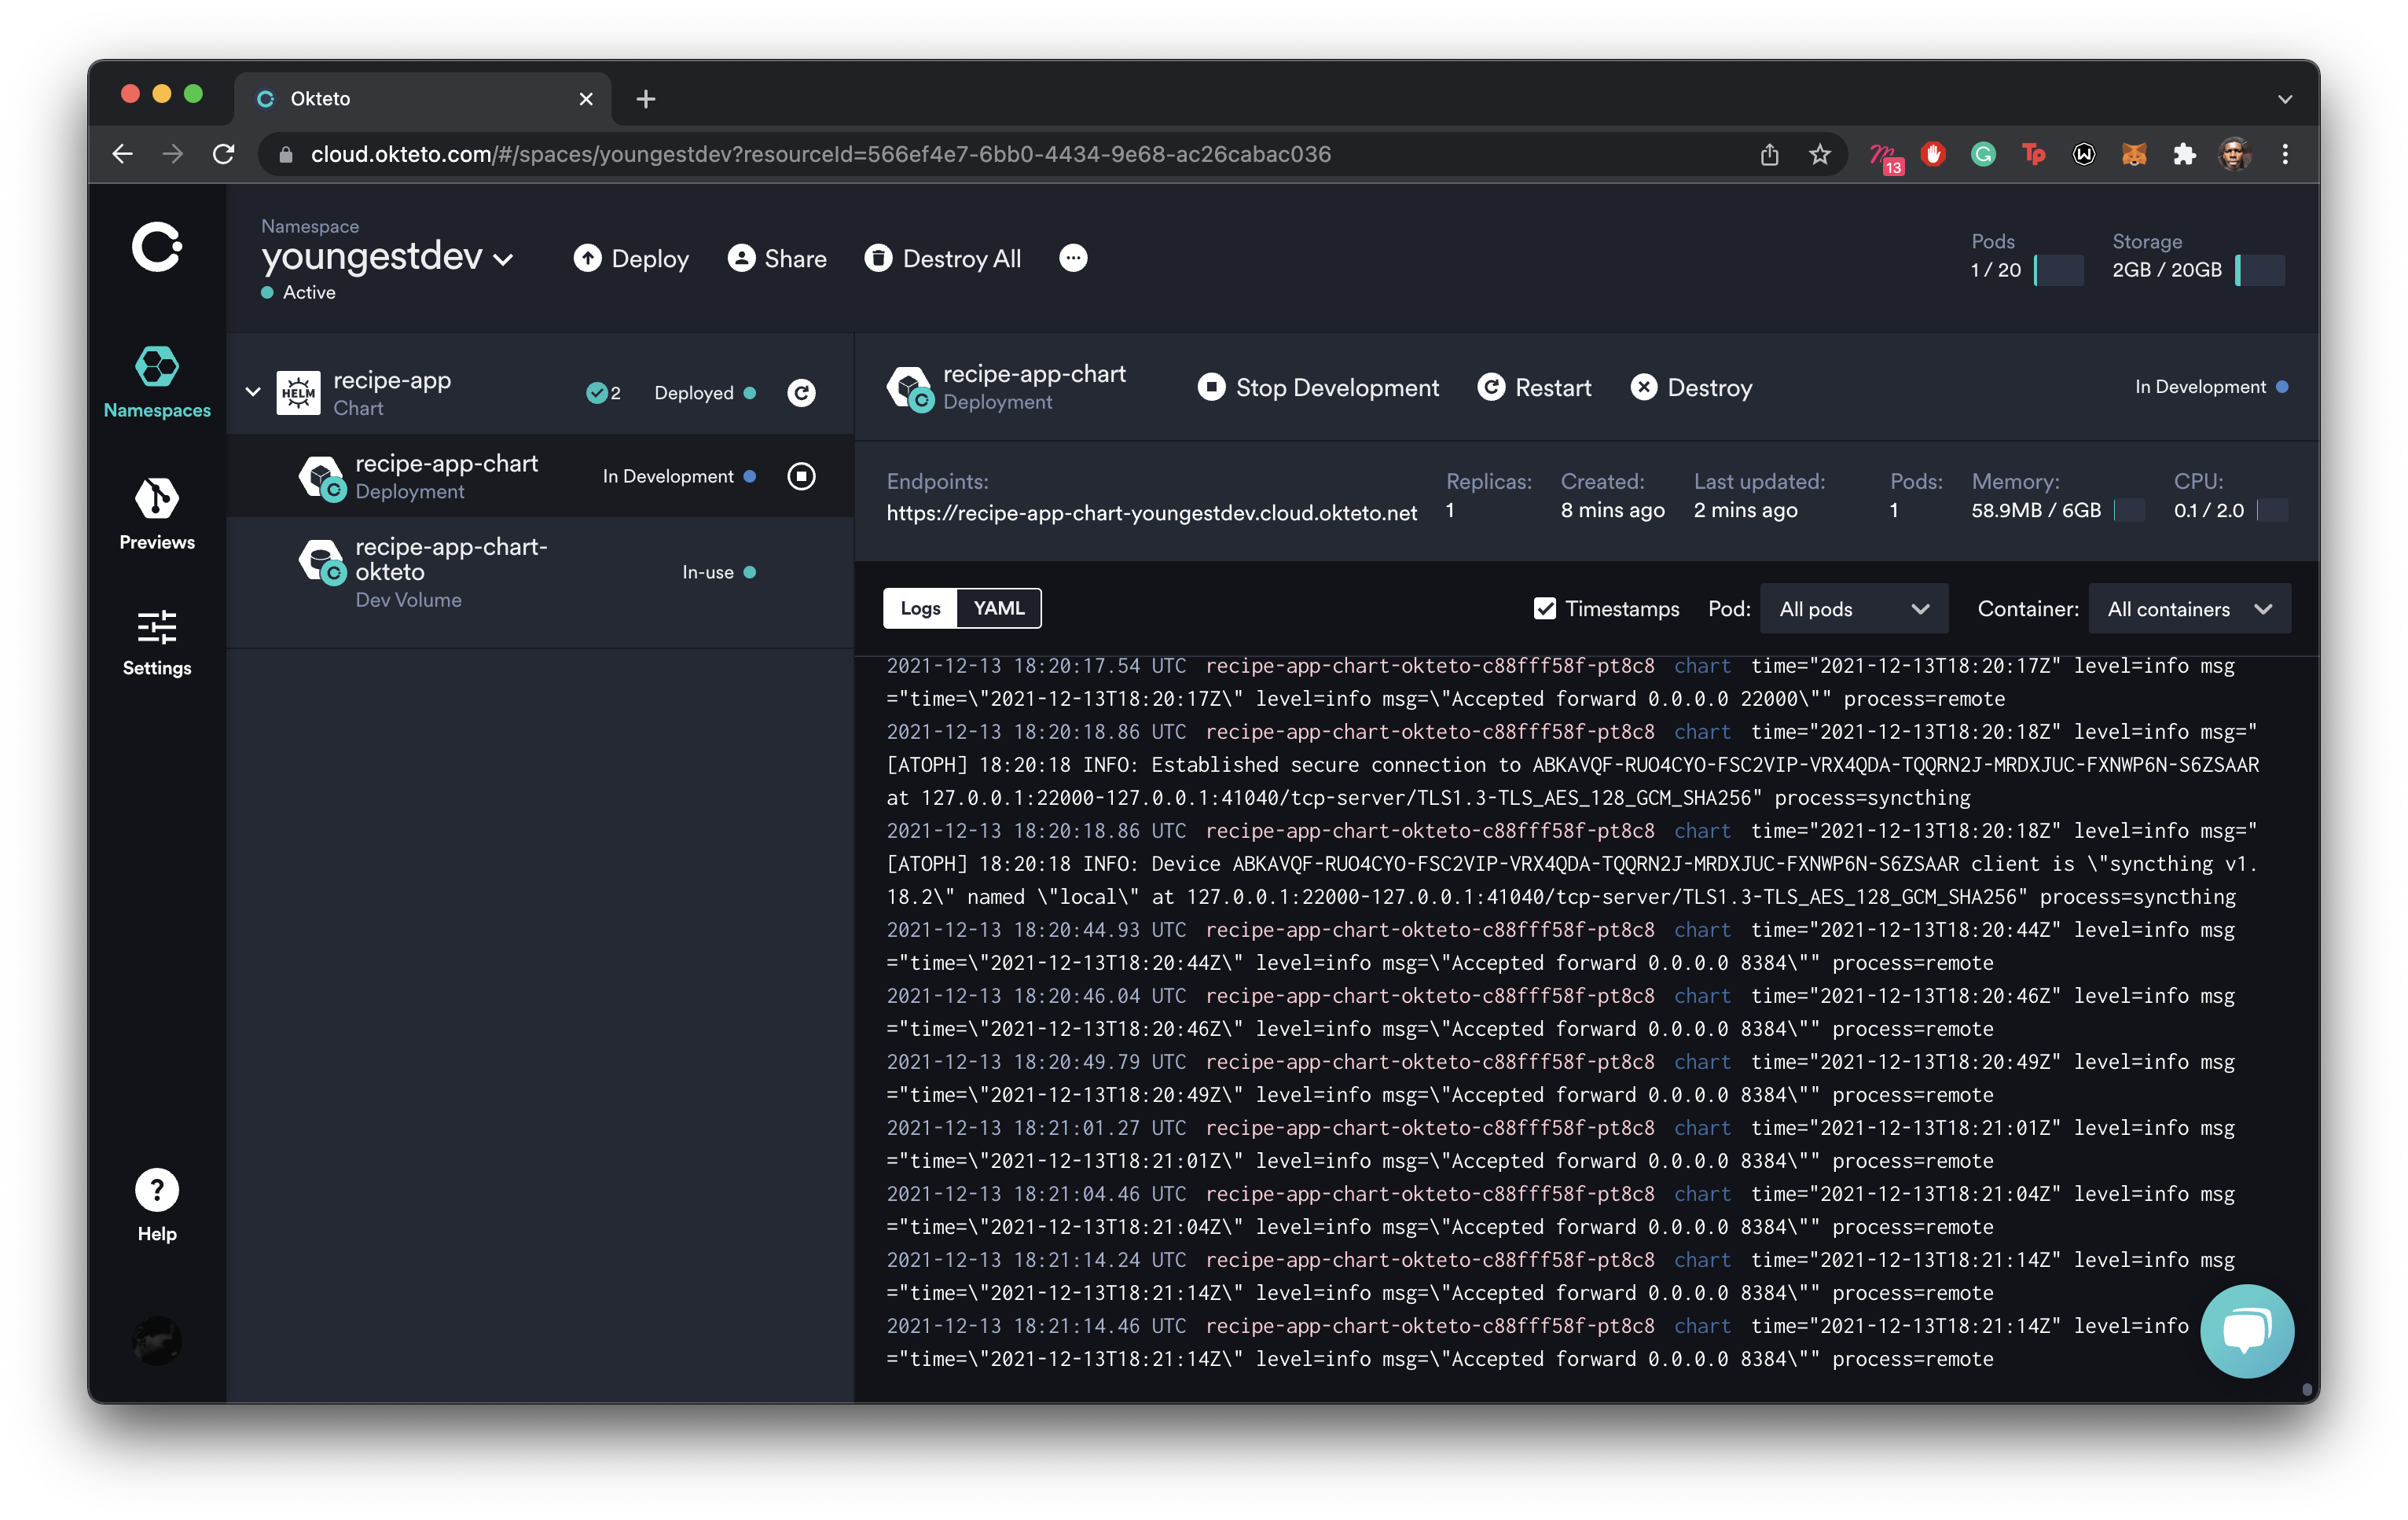 Okteto
cloud.okteto.com/#/spaces/youngestdev?resourceId=566ef4e7-6bb0-4434-9e68-ac26cabac036
13
Tp
Namespace
youngestdev
Active
Deploy
Share
Destroy All
Pods
1 / 20
Storage
2GB / 20GB
Namespaces
Previews
Settings
Help
HELM
recipe-app
Chart
2
Deployed
recipe-app-chart
Deployment
In Development
recipe-app-chart-
okteto
Dev Volume
In-use
recipe-app-chart
Deployment
Stop Development
Restart
Destroy
In Development
Endpoints:
https://recipe-app-chart-youngestdev.cloud.okteto.net
Replicas:
1
Created:
8 mins ago
Last updated:
2 mins ago
Pods:
1
Memory:
58.9MB / 6GB
CPU:
0.1 / 2.0
Logs
YAML
Timestamps
Pod:
All pods
Container:
All containers
2021-12-13 18:20:17.54 UTC recipe-app-chart-okteto-c88fff58f-pt8c8 chart time="2021-12-13T18:20:17Z" level=info msg
="time=\"2021-12-13T18:20:17Z\" level=info msg=\"Accepted forward 0.0.0.0 22000\"" process=remote
2021-12-13 18:20:18.86 UTC recipe-app-chart-okteto-c88fff58f-pt8c8 chart time="2021-12-13T18:20:18Z" level=info msg="
[ATOPH] 18:20:18 INFO: Established secure connection to ABKAVQF-RUO4CYO-FSC2VIP-VRX4QDA-TQQRN2J-MRDXJUC-FXNWP6N-S6ZSAAR
at 127.0.0.1:22000-127.0.0.1:41040/tcp-server/TLS1.3-TLS_AES_128_GCM_SHA256" process=syncthing
2021-12-13 18:20:18.86 UTC recipe-app-chart-okteto-c88fff58f-pt8c8 chart time="2021-12-13T18:20:18Z" level=info msg="
[ATOPH] 18:20:18 INFO: Device ABKAVQF-RUO4CYO-FSC2VIP-VRX4QDA-TQQRN2J-MRDXJUC-FXNWP6N-S6ZSAAR client is \"syncthing v1.
18.2\" named \"local\" at 127.0.0.1:22000-127.0.0.1:41040/tcp-server/TLS1.3-TLS_AES_128_GCM_SHA256" process=syncthing
2021-12-13 18:20:44.93 UTC recipe-app-chart-okteto-c88fff58f-pt8c8 chart time="2021-12-13T18:20:44Z" level=info msg
="time=\"2021-12-13T18:20:44Z\" level=info msg=\"Accepted forward 0.0.0.0 8384\"" process=remote
2021-12-13 18:20:46.04 UTC recipe-app-chart-okteto-c88fff58f-pt8c8 chart time="2021-12-13T18:20:46Z" level=info msg
="time=\"2021-12-13T18:20:46Z\" level=info msg=\"Accepted forward 0.0.0.0 8384\"" process=remote
2021-12-13 18:20:49.79 UTC recipe-app-chart-okteto-c88fff58f-pt8c8 chart time="2021-12-13T18:20:49Z" level=info msg
="time=\"2021-12-13T18:20:49Z\" level=info msg=\"Accepted forward 0.0.0.0 8384\"" process=remote
2021-12-13 18:21:01.27 UTC recipe-app-chart-okteto-c88fff58f-pt8c8 chart time="2021-12-13T18:21:01Z" level=info msg
="time=\"2021-12-13T18:21:01Z\" level=info msg=\"Accepted forward 0.0.0.0 8384\"" process=remote
2021-12-13 18:21:04.46 UTC recipe-app-chart-okteto-c88fff58f-pt8c8 chart time="2021-12-13T18:21:04Z" level=info msg
="time=\"2021-12-13T18:21:04Z\" level=info msg=\"Accepted forward 0.0.0.0 8384\"" process=remote
2021-12-13 18:21:14.24 UTC recipe-app-chart-okteto-c88fff58f-pt8c8 chart time="2021-12-13T18:21:14Z" level=info msg
="time=\"2021-12-13T18:21:14Z\" level=info msg=\"Accepted forward 0.0.0.0 8384\"" process=remote
2021-12-13 18:21:14.46 UTC recipe-app-chart-okteto-c88fff58f-pt8c8 chart time="2021-12-13T18:21:14Z" level=info
="time=\"2021-12-13T18:21:14Z\" level=info msg=\"Accepted forward 0.0.0.0 8384\"" process=remote